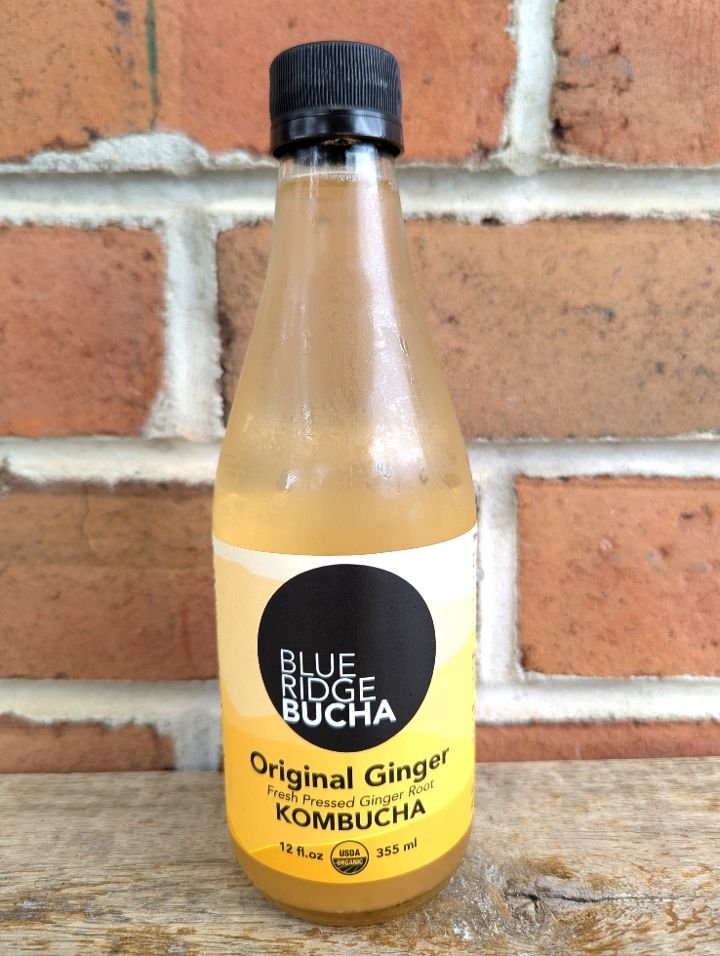 BLUE
RIDGE
BUCHA
Original Ginger
Fresh Pressed Ginger Root
KOMBUCHA
12 fl.oz USDA ORGANIC 355 ml